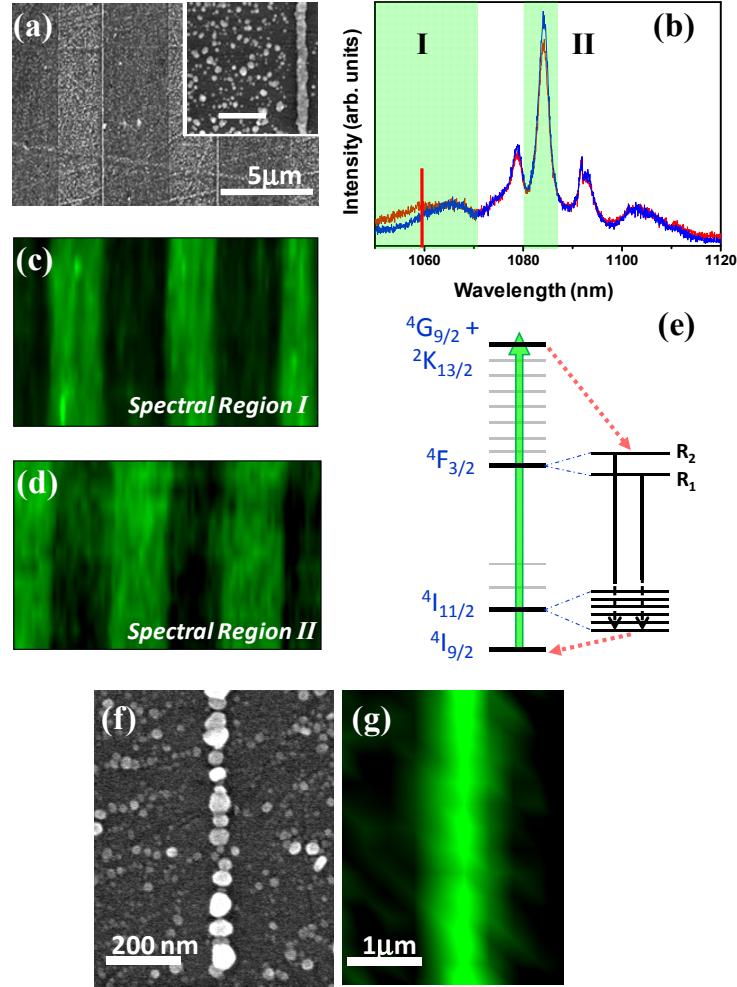 (a)
5μm
(b)
I
II
Intensity (arb. units)
1060
1080
1100
1120
Wavelength (nm)
(c)
Spectral Region I
(d)
Spectral Region II
(e)
⁴G₉/₂ +
²K₁₃/₂
⁴F₃/₂
R₂
R₁
⁴I₁₁/₂
⁴I₉/₂
(f)
200 nm
(g)
1μm